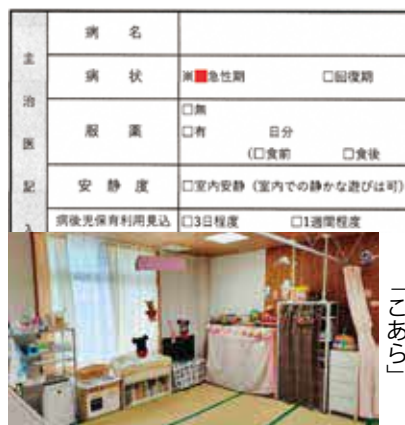 主治医記入
病名
病状 ※■急性期 □回復期
服薬 □無
□有 日分
(□食前 □食後
安静度 □室内安静（室内での静かな遊びは可)
病後児保育利用見込 □3日程度 □1週間程度
「こあら」